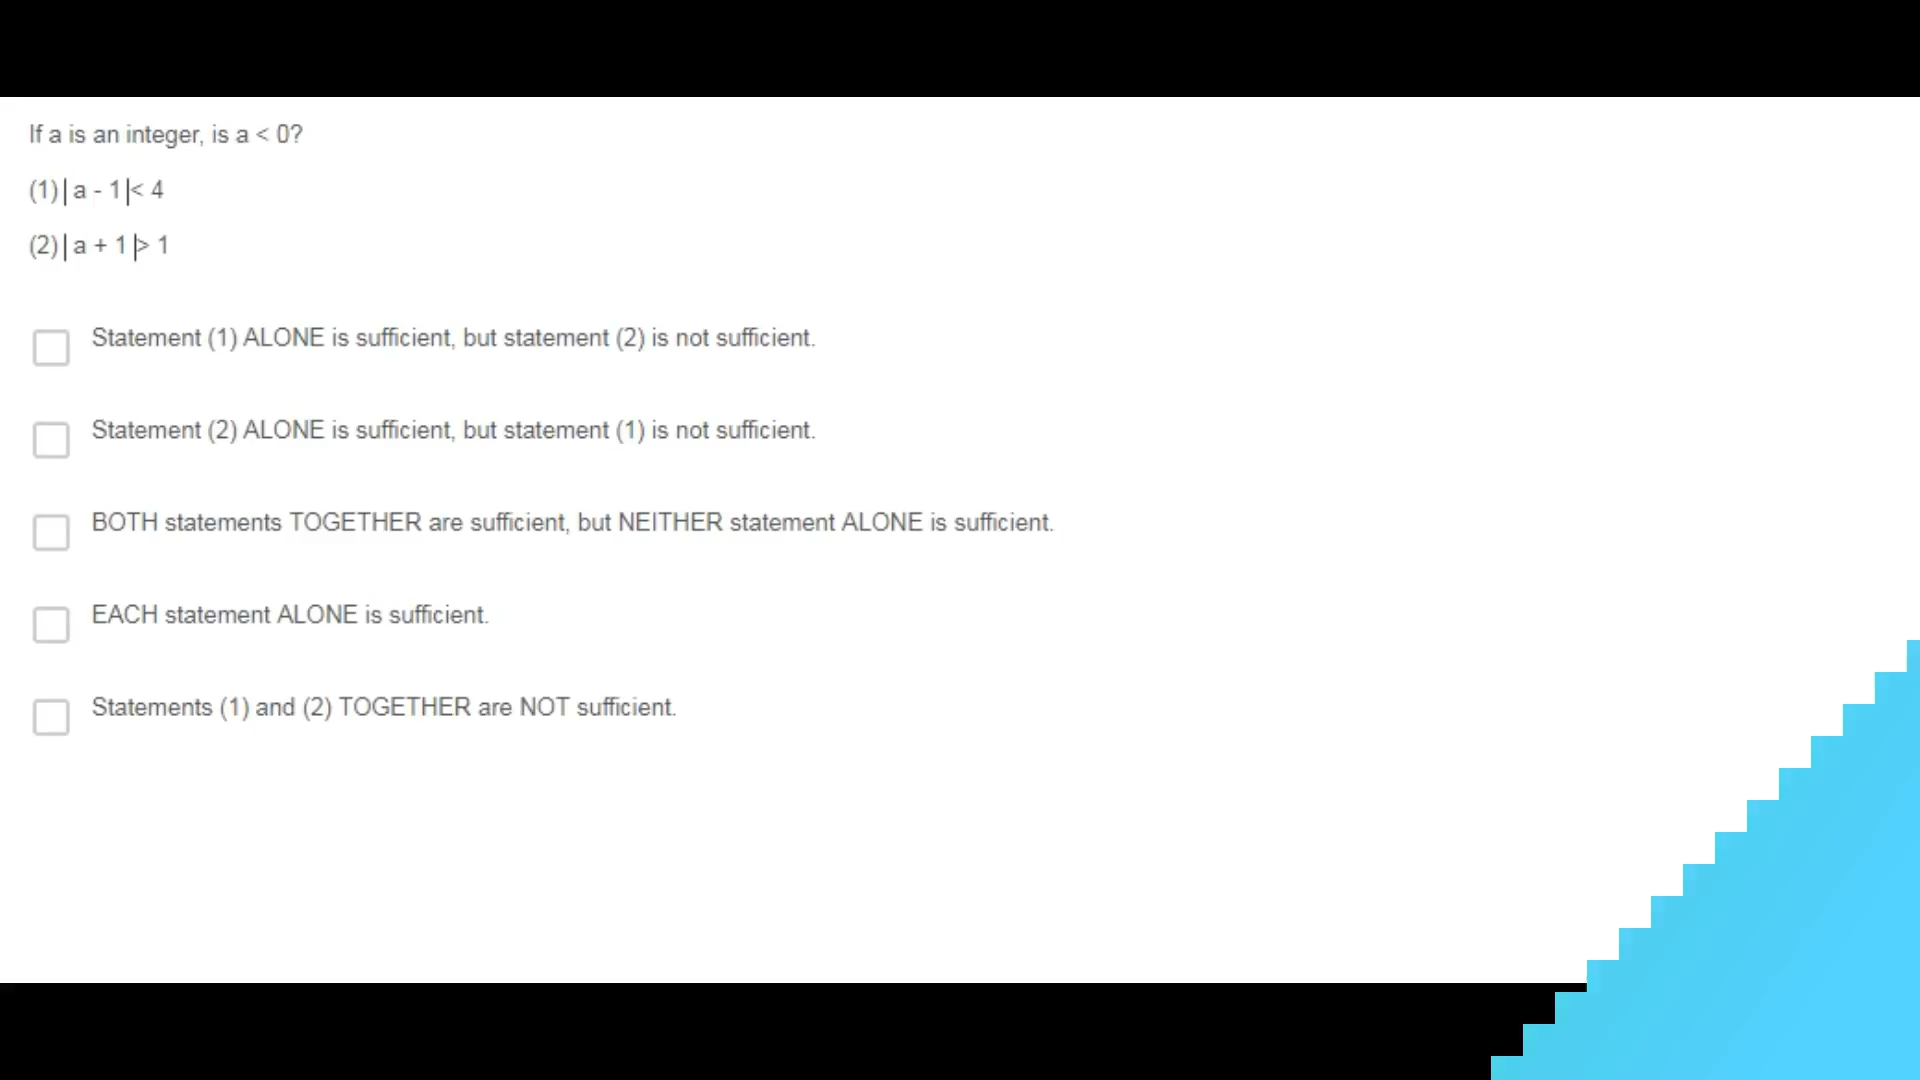 If a is an integer, is a < 0?
(1)| a - 1|< 4
(2)| a + 1|> 1
Statement (1) ALONE is sufficient, but statement (2) is not sufficient.
Statement (2) ALONE is sufficient, but statement (1) is not sufficient.
BOTH statements TOGETHER are sufficient, but NEITHER statement ALONE is sufficient.
EACH statement ALONE is sufficient.
Statements (1) and (2) TOGETHER are NOT sufficient.